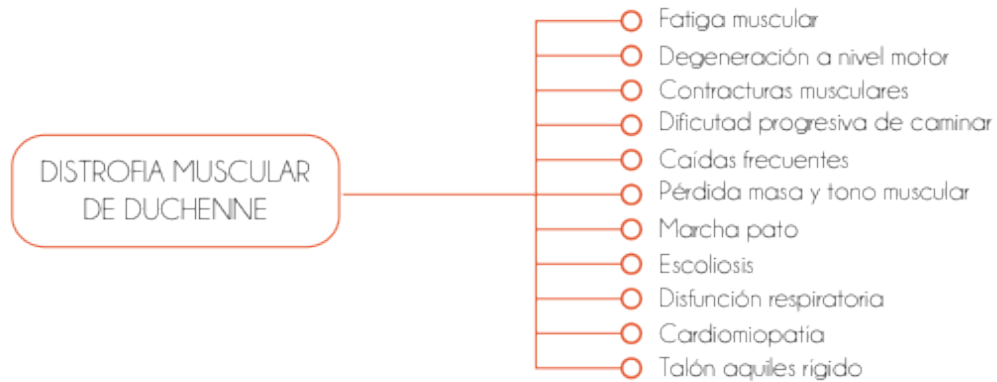 DISTROFIA MUSCULAR
DE DUCHENNE
Fatiga muscular
Degeneración a nivel motor
Contracturas musculares
Dificutad progresiva de caminar
Caídas frecuentes
Pérdida masa y tono muscular
Marcha pato
Escoliosis
Disfunción respiratoria
Cardiomiopatía
Talón aquiles rígido